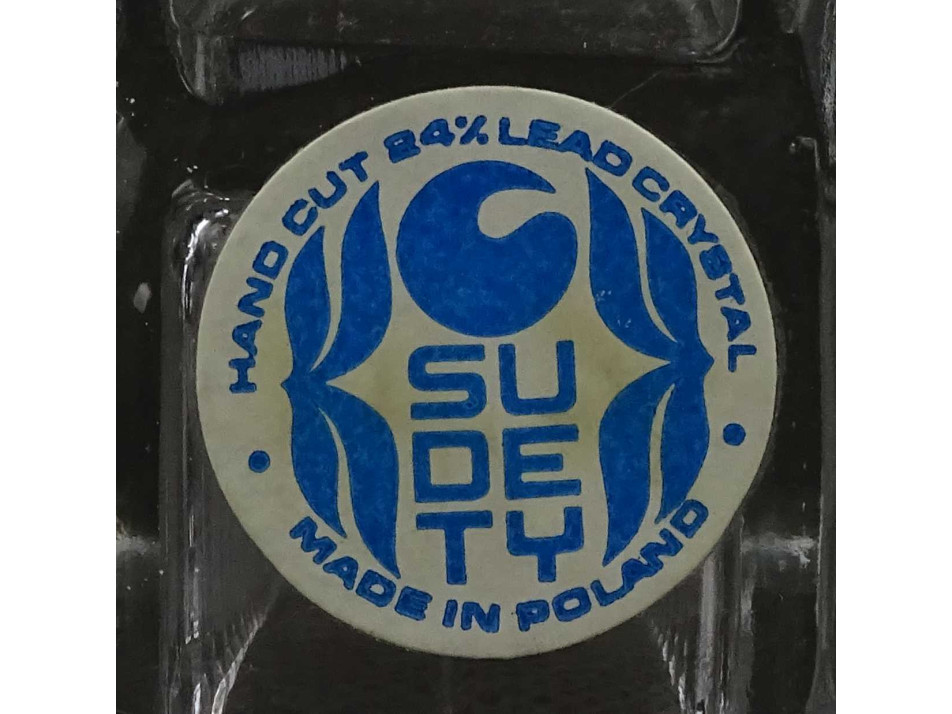 HAND CUT 24% LEAD CRYSTAL
SU
DE
TY
MADE IN POLAND